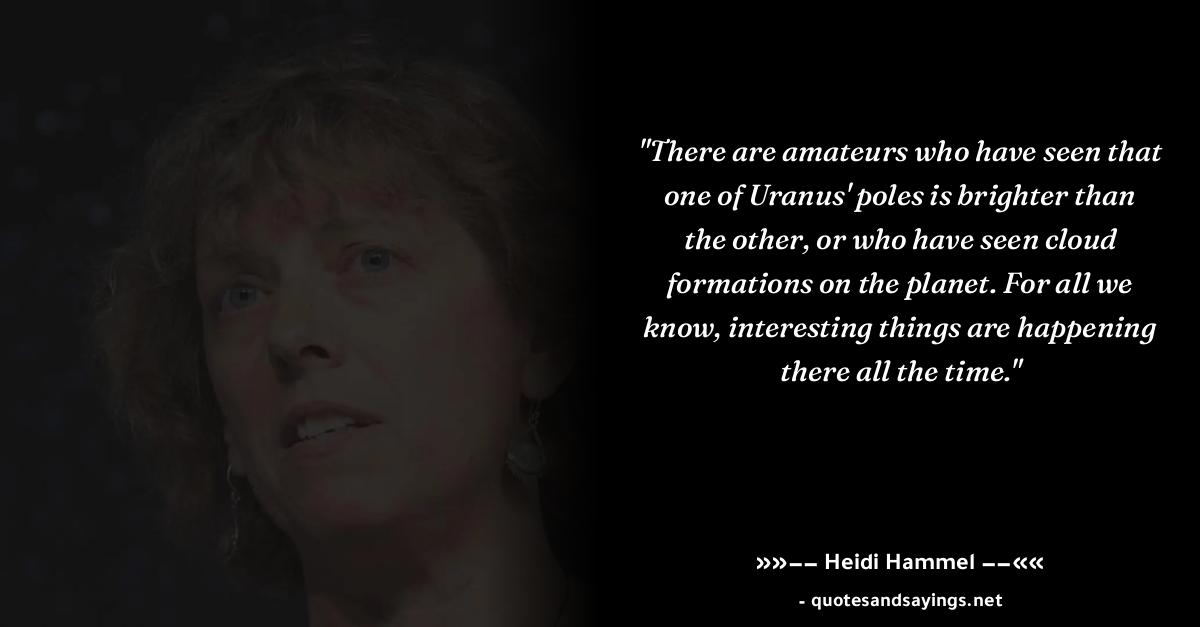 "There are amateurs who have seen that
one of Uranus' poles is brighter than
the other, or who have seen cloud
formations on the planet. For all we
know, interesting things are happening
there all the time."
»»−− Heidi Hammel −−««
- quotesandsayings.net